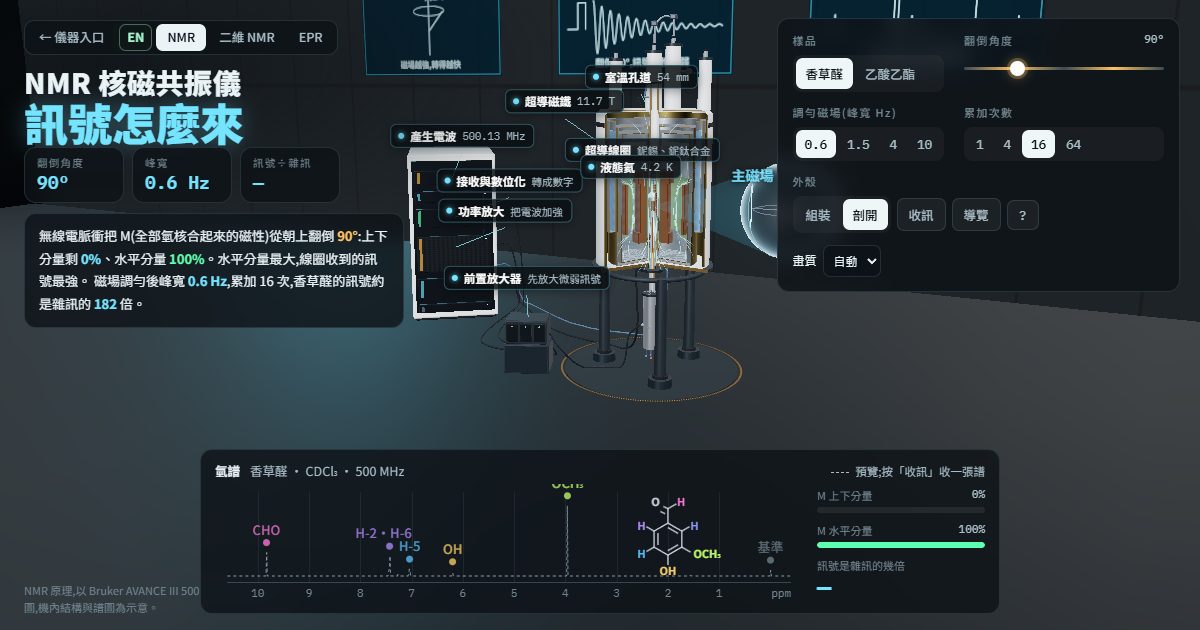 ← 儀器入口 EN NMR 二維 NMR EPR
NMR 核磁共振儀
訊號怎麼來
翻倒角度
90°
峰寬
0.6 Hz
訊號÷雜訊
—
無線電脈衝把 M(全部氫核合起來的磁性)從朝上翻倒 90°:上下
分量剩 0%、水平分量 100%。水平分量最大,線圈收到的訊
號最強。 磁場調勻後峰寬 0.6 Hz,累加 16 次,香草醛的訊號約
是雜訊的 182 倍。
磁場越強,轉得越快
室溫孔道 54 mm
超導磁鐵 11.7 T
產生電波 500.13 MHz
超導線圈 鈮錫、鈮鈦合金
液態氦 4.2 K
接收與數位化 轉成數字
功率放大 把電波加強
前置放大器 先放大微弱訊號
主磁場
樣品
香草醛 乙酸乙酯
翻倒角度 90°
調勻磁場(峰寬 Hz)
0.6 1.5 4 10
累加次數
1 4 16 64
外殼
組裝 剖開 收訊 導覽 ?
畫質 自動
氫譜 香草醛 · CDCl₃ · 500 MHz
CHO
H-2・H-6
H-5
OH
OCH₃
基準
O H
H H
H OCH₃
OH
10 9 8 7 6 5 4 3 2 1 ppm
---- 預覽;按「收訊」收一張譜
M 上下分量 0%
M 水平分量 100%
訊號是雜訊的幾倍
—
NMR 原理,以 Bruker AVANCE III 500
圖,機內結構與譜圖為示意。